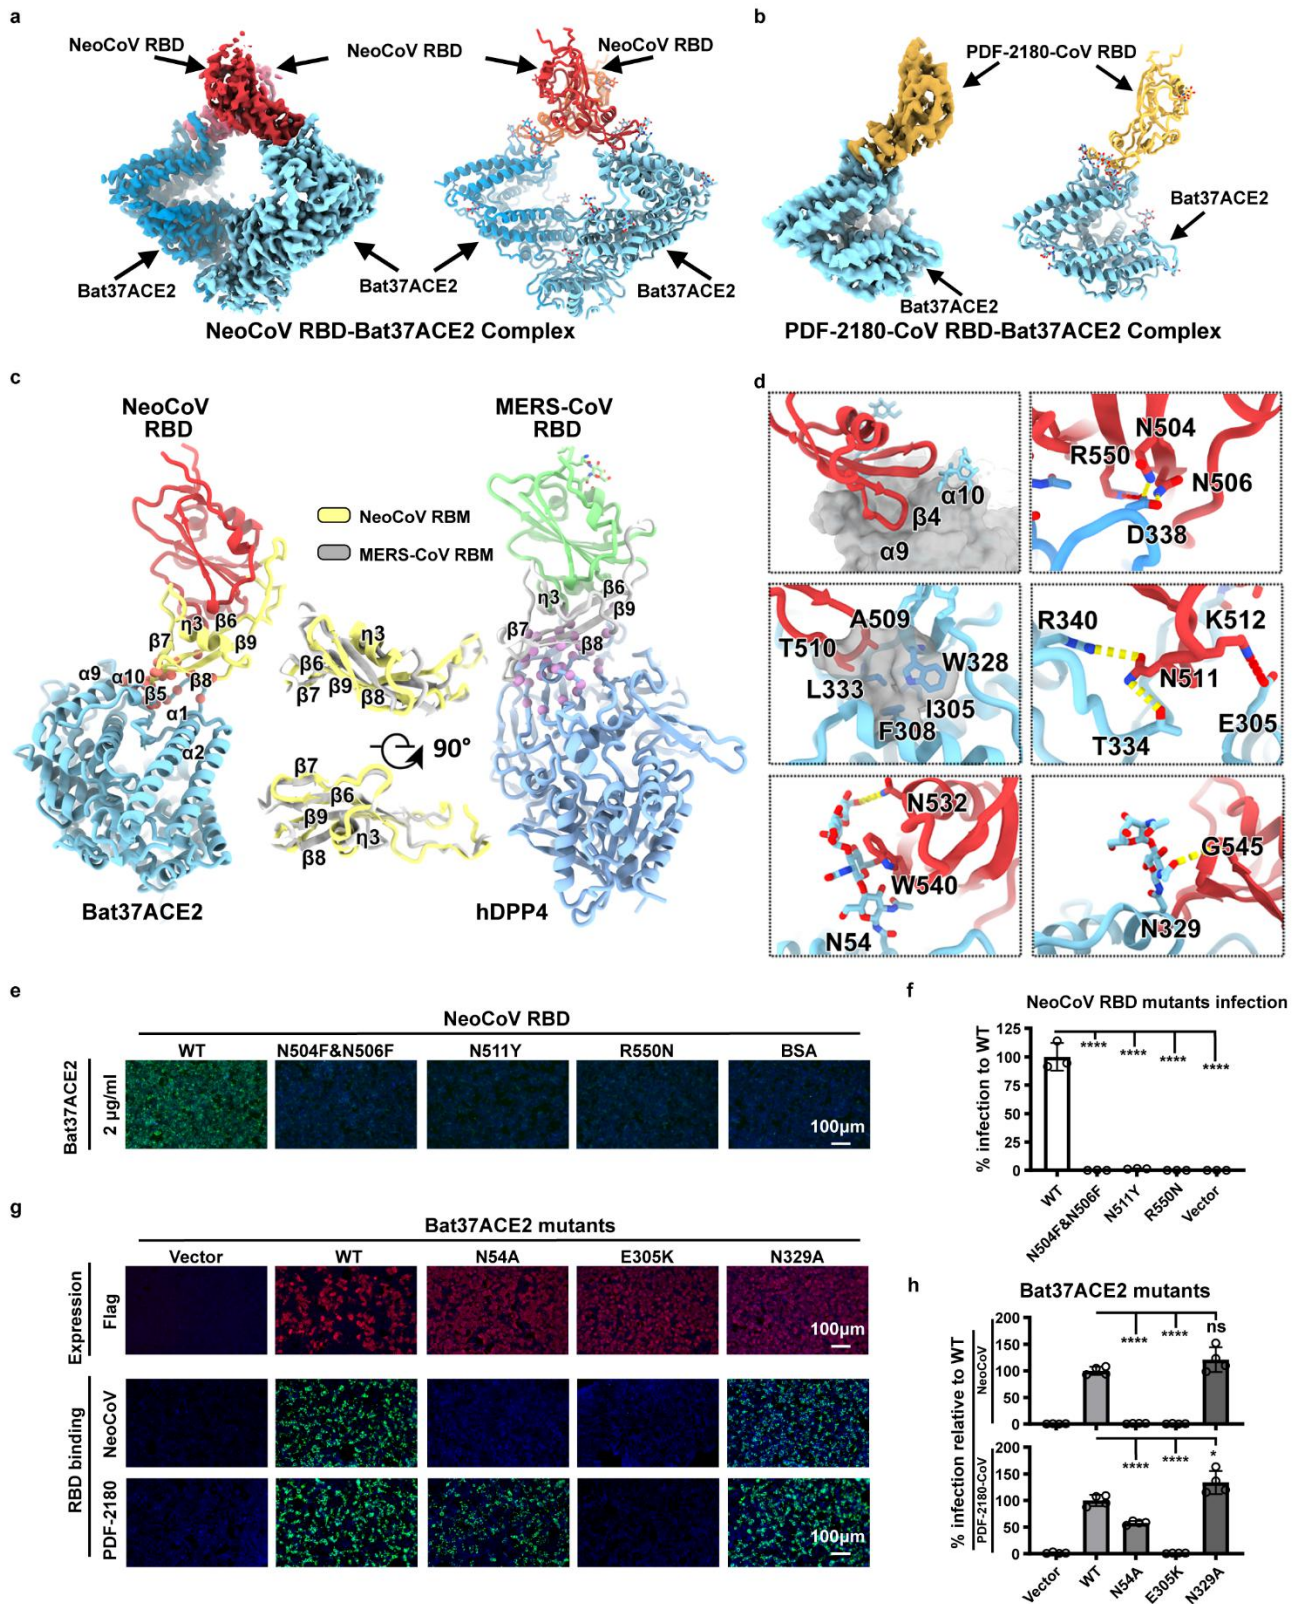 a
NeoCoV RBD
NeoCoV RBD
NeoCoV RBD
Bat37ACE2
Bat37ACE2
Bat37ACE2
NeoCoV RBD-Bat37ACE2 Complex
b
PDF-2180-CoV RBD
Bat37ACE2
Bat37ACE2
PDF-2180-CoV RBD-Bat37ACE2 Complex
c
NeoCoV
RBD
MERS-CoV
RBD
NeoCoV RBM
MERS-CoV RBM
η3
β6
β7
β9
α9
α10
β5
β8
α1
α2
η3
β6
β9
β7
β8
90°
β7
β6
β9
η3
β8
η3
β6
β9
β7
β8
Bat37ACE2
hDPP4
d
α10
β4
α9
N504
R550
N506
D338
A509
T510
W328
L333
I305
F308
R340
K512
N511
T334
E305
N532
W540
N54
G545
N329
e
NeoCoV RBD
WT
N504F&N506F
N511Y
R550N
BSA
Bat37ACE2
2 μg/ml
100μm
f
NeoCoV RBD mutants infection
% infection to WT
125
100
75
50
25
0
****
****
****
****
WT
N504F&N506F
N511Y
R550N
Vector
g
Bat37ACE2 mutants
Vector
WT
N54A
E305K
N329A
Expression
Flag
100μm
RBD binding
NeoCoV
PDF-2180
100μm
h
Bat37ACE2 mutants
% infection relative to WT
NeoCoV
200
150
100
50
0
****
****
ns
PDF-2180-CoV
200
150
100
50
0
****
****
*
Vector
WT
N54A
E305K
N329A